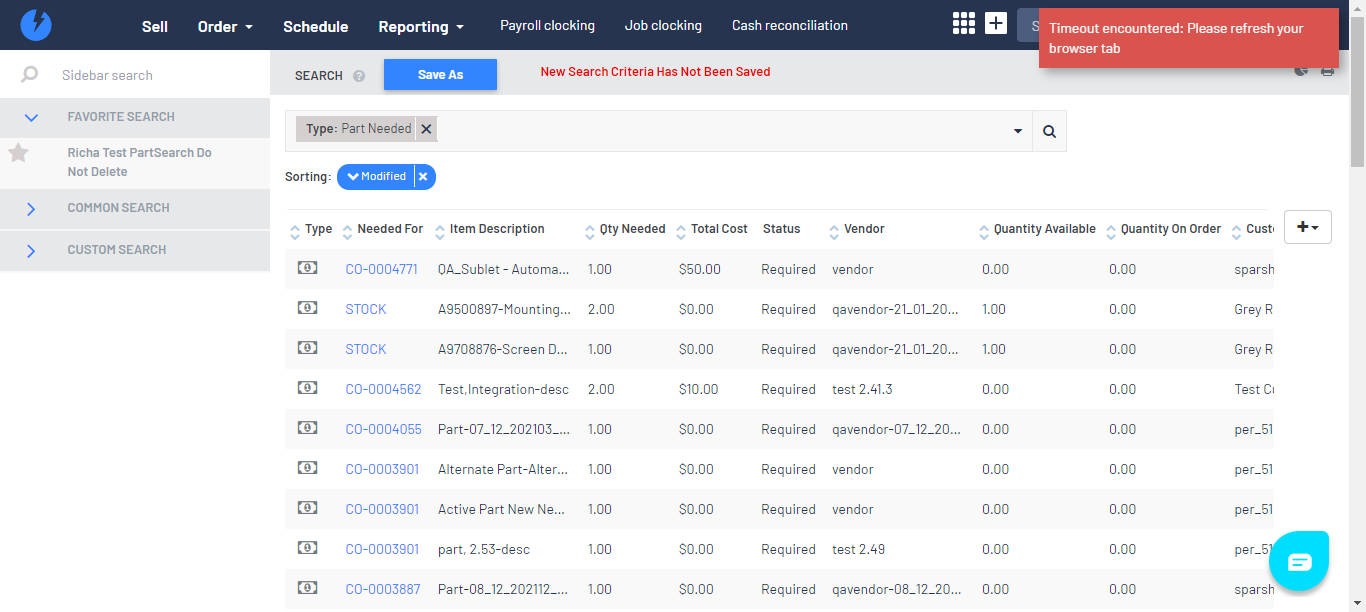 Sell Order Schedule Reporting Payroll clocking Job clocking Cash reconciliation
Timeout encountered: Please refresh your
browser tab
Sidebar search
SEARCH ? Save As New Search Criteria Has Not Been Saved
FAVORITE SEARCH
Richa Test PartSearch Do
Not Delete
COMMON SEARCH
CUSTOM SEARCH
Type: Part Needed
Sorting: Modified
Type Needed For Item Description Qty Needed Total Cost Status Vendor Quantity Available Quantity On Order Custo
CO-0004771 QA_Sublet - Automa... 1.00 $50.00 Required vendor 0.00 0.00 sparsh
STOCK A9500897-Mounting... 2.00 $0.00 Required qavendor-21_01_20... 1.00 0.00 Grey R
STOCK A9708876-Screen D... 1.00 $0.00 Required qavendor-21_01_20... 1.00 0.00 Grey R
CO-0004562 Test,Integration-desc 2.00 $10.00 Required test 2.41.3 0.00 0.00 Test Cu
CO-0004055 Part-07_12_202103_... 1.00 $0.00 Required qavendor-07_12_20... 0.00 0.00 per_51
CO-0003901 Alternate Part-Alter... 1.00 $0.00 Required vendor 0.00 0.00 per_51
CO-0003901 Active Part New Ne... 1.00 $0.00 Required vendor 0.00 0.00 per_51
CO-0003901 part, 2.53-desc 1.00 $0.00 Required test 2.49 0.00 0.00 per_51
CO-0003887 Part-08_12_202112_... 1.00 $0.00 Required qavendor-08_12_20... 0.00 0.00 sparsh